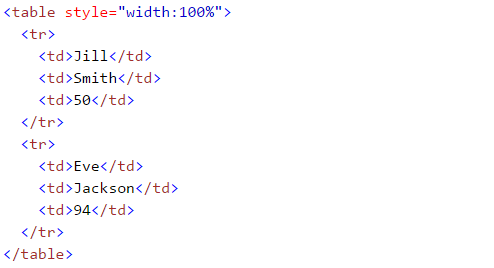 <table style="width:100%">
  <tr>
    <td>Jill</td>
    <td>Smith</td>
    <td>50</td>
  </tr>
  <tr>
    <td>Eve</td>
    <td>Jackson</td>
    <td>94</td>
  </tr>
</table>